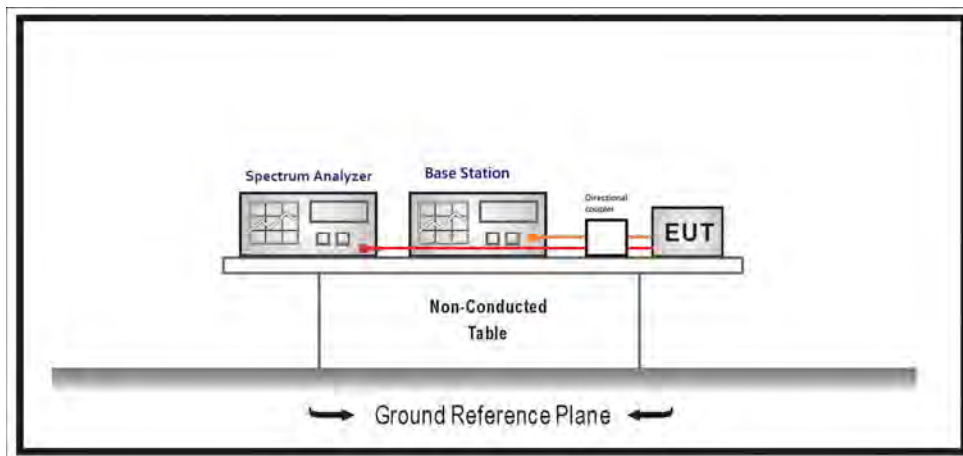 Spectrum Analyzer
Base Station
Directional
coupler
EUT
Non-Conducted
Table
Ground Reference Plane